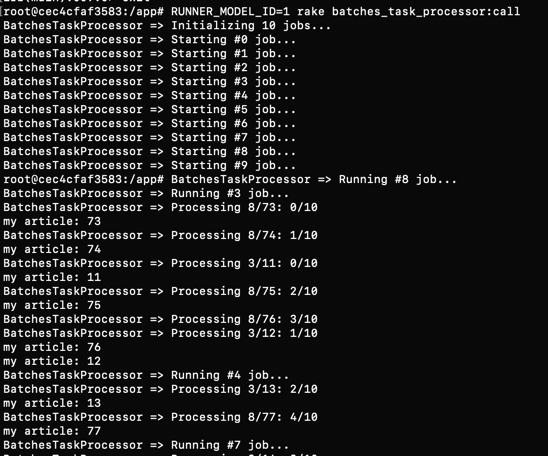 [root@cec4cfaf3583:/app# RUNNER_MODEL_ID=1 rake batches_task_processor:call
BatchesTaskProcessor => Initializing 10 jobs...
BatchesTaskProcessor => Starting #0 job...
BatchesTaskProcessor => Starting #1 job...
BatchesTaskProcessor => Starting #2 job...
BatchesTaskProcessor => Starting #3 job...
BatchesTaskProcessor => Starting #4 job...
BatchesTaskProcessor => Starting #5 job...
BatchesTaskProcessor => Starting #6 job...
BatchesTaskProcessor => Starting #7 job...
BatchesTaskProcessor => Starting #8 job...
BatchesTaskProcessor => Starting #9 job...
root@cec4cfaf3583:/app# BatchesTaskProcessor => Running #8 job...
BatchesTaskProcessor => Running #3 job...
BatchesTaskProcessor => Processing 8/73: 0/10
my article: 73
BatchesTaskProcessor => Processing 8/74: 1/10
my article: 74
BatchesTaskProcessor => Processing 3/11: 0/10
my article: 11
BatchesTaskProcessor => Processing 8/75: 2/10
my article: 75
BatchesTaskProcessor => Processing 8/76: 3/10
BatchesTaskProcessor => Processing 3/12: 1/10
my article: 76
my article: 12
BatchesTaskProcessor => Running #4 job...
BatchesTaskProcessor => Processing 3/13: 2/10
my article: 13
BatchesTaskProcessor => Processing 8/77: 4/10
my article: 77
BatchesTaskProcessor => Running #7 job...